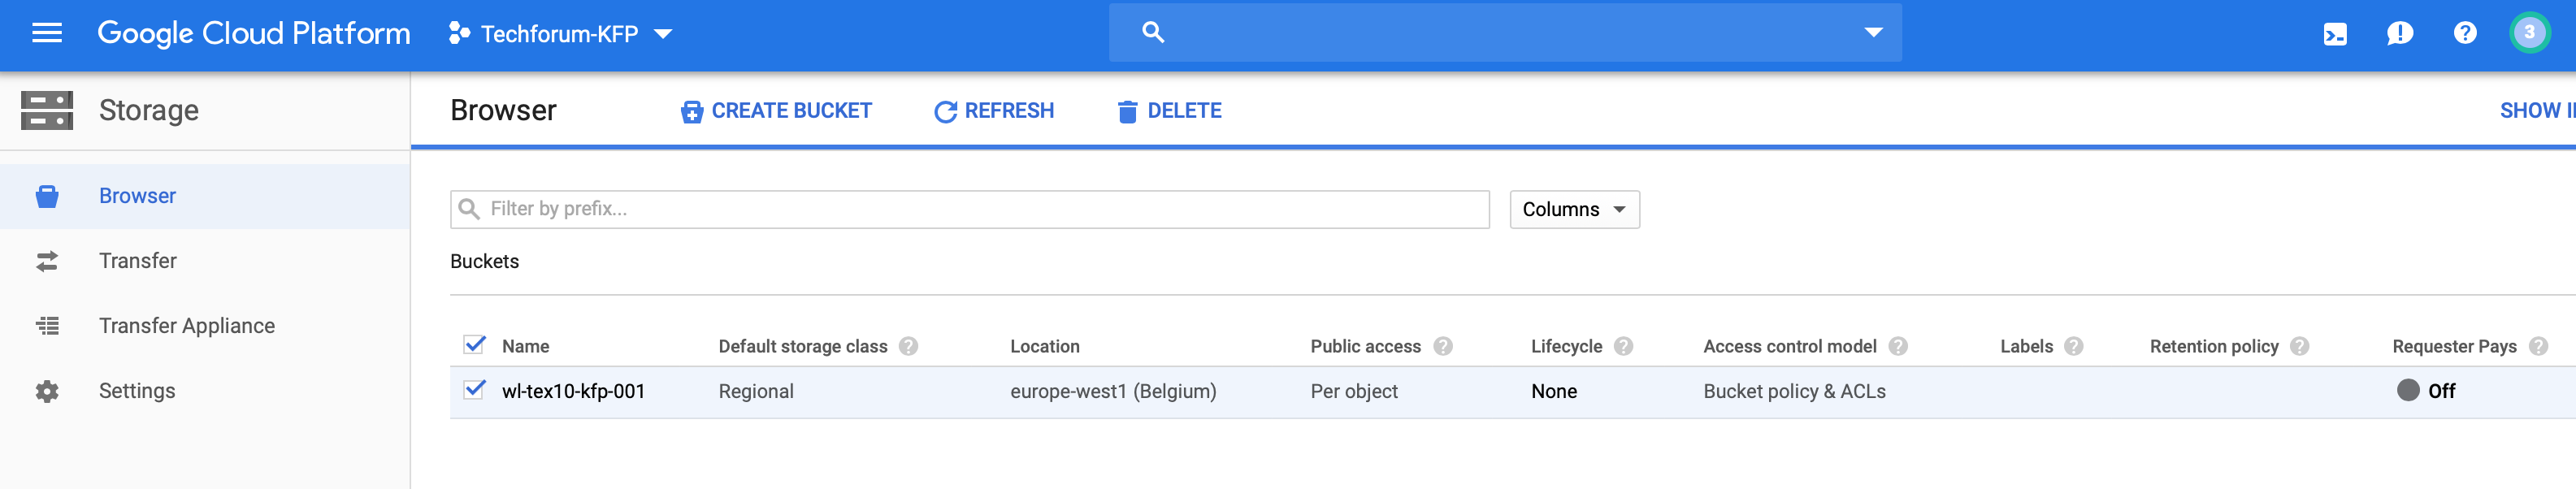 Google Cloud Platform
Techforum-KFP
3
Storage
Browser
CREATE BUCKET
REFRESH
DELETE
SHOW
Browser
Transfer
Transfer Appliance
Settings
Filter by prefix...
Columns
Buckets
Name Default storage class Location Public access Lifecycle Access control model Labels Retention policy Requester Pays
wl-tex10-kfp-001 Regional europe-west1 (Belgium) Per object None Bucket policy & ACLs Off